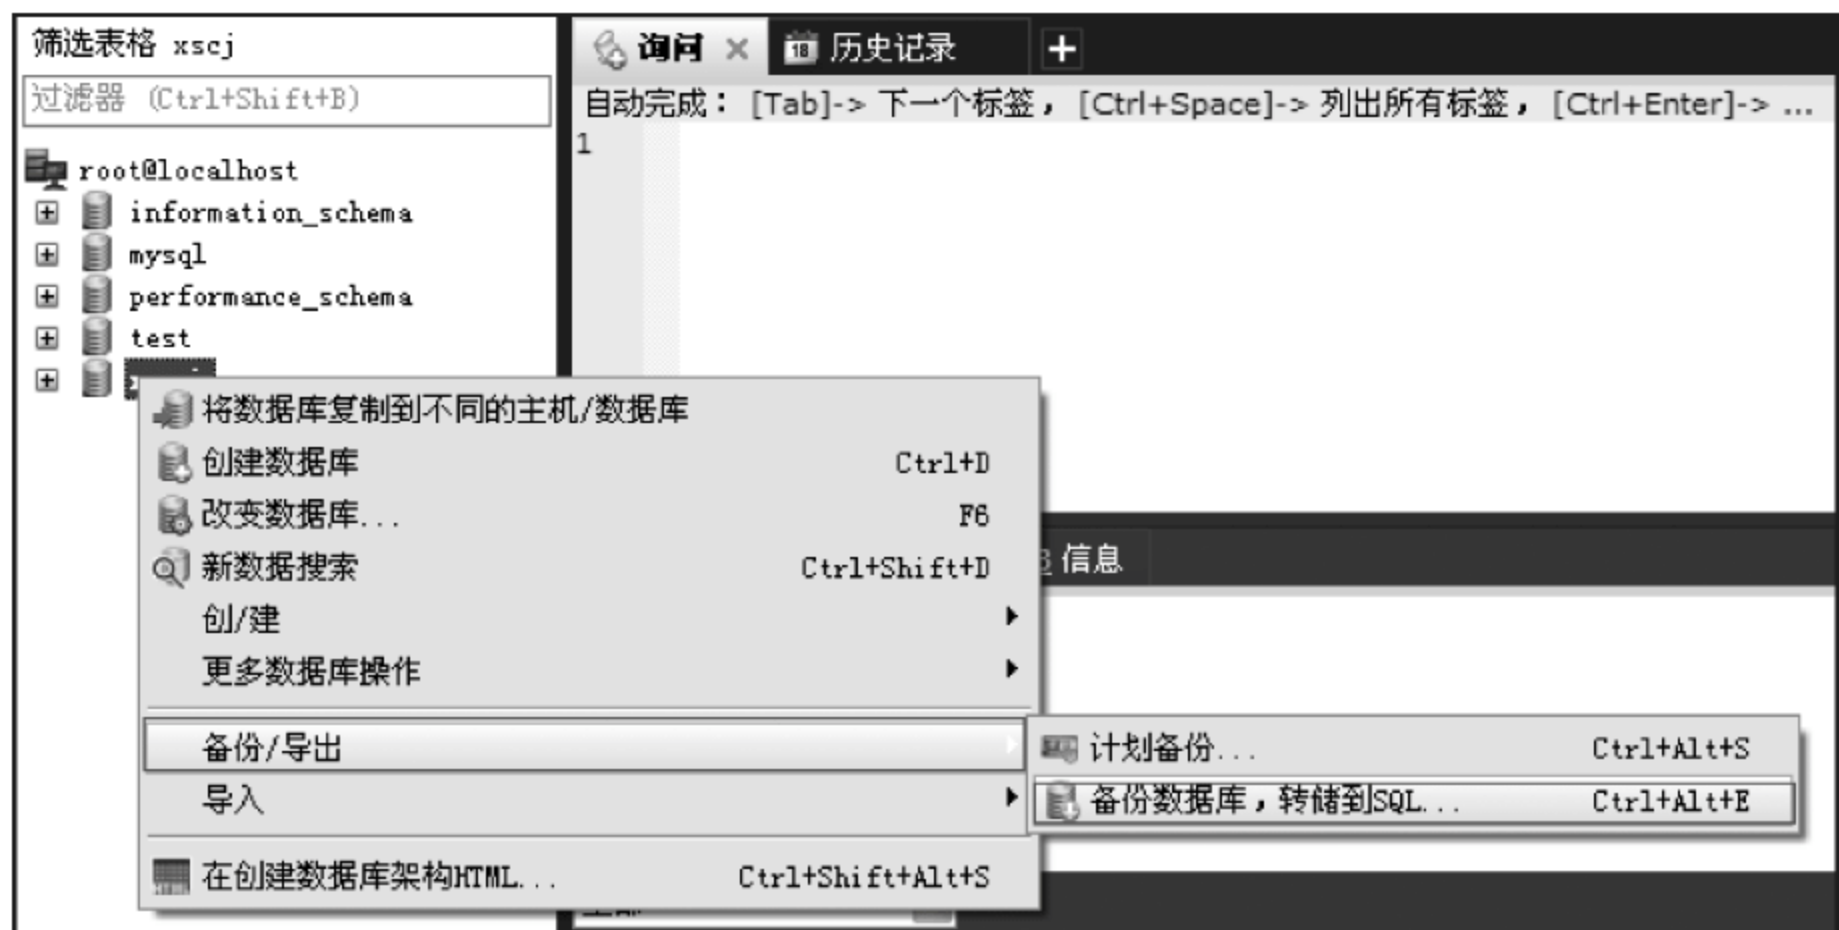 筛选表格 xscj
过滤器 (Ctrl+Shift+B)
root@localhost
information_schema
mysql
performance_schema
test
询问
18 历史记录
自动完成： [Tab]-> 下一个标签， [Ctrl+Space]-> 列出所有标签， [Ctrl+Enter]-> ...
1
将数据库复制到不同的主机/数据库
创建数据库 Ctrl+D
改变数据库... F6
新数据搜索 Ctrl+Shift+D
创/建
更多数据库操作
备份/导出
导入
在创建数据库架构HTML... Ctrl+Shift+Alt+S
计划备份... Ctrl+Alt+S
备份数据库，转储到SQL... Ctrl+Alt+E
信息